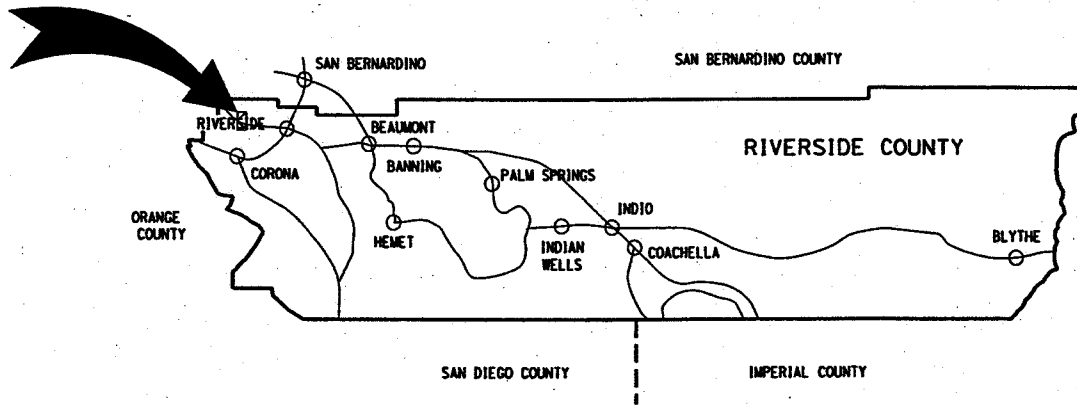 SAN BERNARDINO
SAN BERNARDINO COUNTY
RIVERSIDE
BEAUMONT
RIVERSIDE COUNTY
BANNING
CORONA
PALM SPRINGS
ORANGE
COUNTY
HEMET
INDIO
INDIAN
WELLS
COACHELLA
BLYTHE
SAN DIEGO COUNTY
IMPERIAL COUNTY